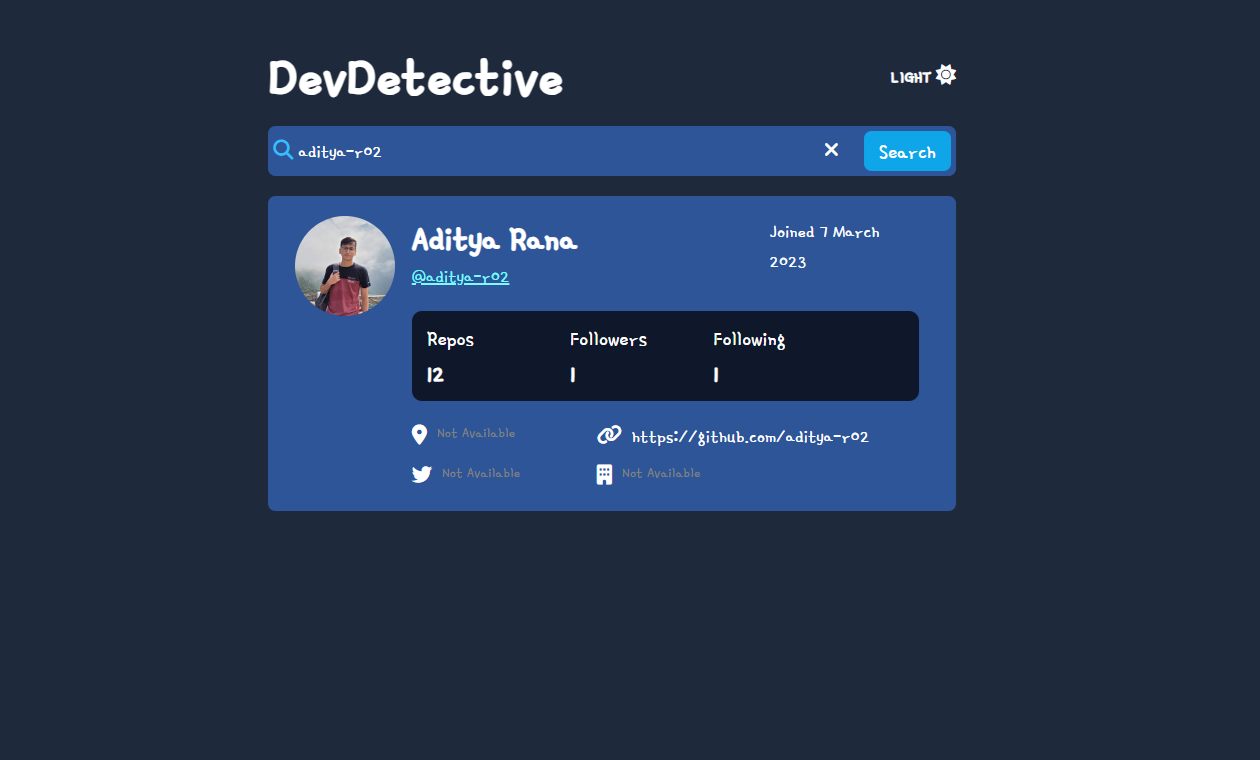 DevDetective
LIGHT
aditya-r02
Search
Aditya Rana
Joined 7 March
2023
@aditya-r02
Repos Followers Following
12 1 1
Not Available
https://github.com/aditya-r02
Not Available
Not Available